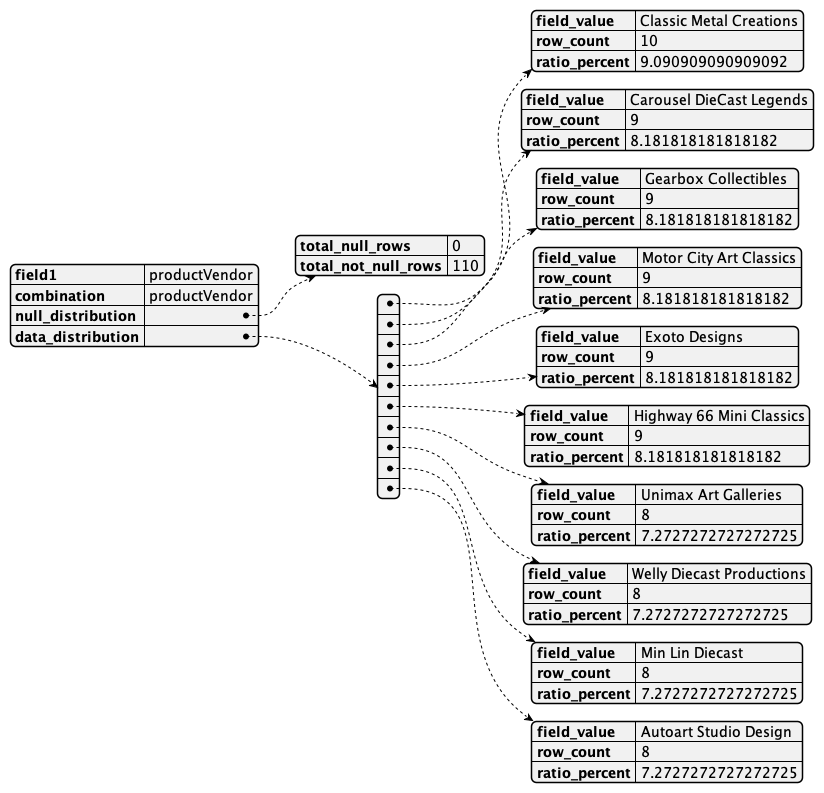 field1 productVendor
combination productVendor
null_distribution
data_distribution
total_null_rows 0
total_not_null_rows 110
field_value Classic Metal Creations
row_count 10
ratio_percent 9.090909090909092
field_value Carousel DieCast Legends
row_count 9
ratio_percent 8.181818181818182
field_value Gearbox Collectibles
row_count 9
ratio_percent 8.181818181818182
field_value Motor City Art Classics
row_count 9
ratio_percent 8.181818181818182
field_value Exoto Designs
row_count 9
ratio_percent 8.181818181818182
field_value Highway 66 Mini Classics
row_count 9
ratio_percent 8.181818181818182
field_value Unimax Art Galleries
row_count 8
ratio_percent 7.2727272727272725
field_value Welly Diecast Productions
row_count 8
ratio_percent 7.2727272727272725
field_value Min Lin Diecast
row_count 8
ratio_percent 7.2727272727272725
field_value Autoart Studio Design
row_count 8
ratio_percent 7.2727272727272725